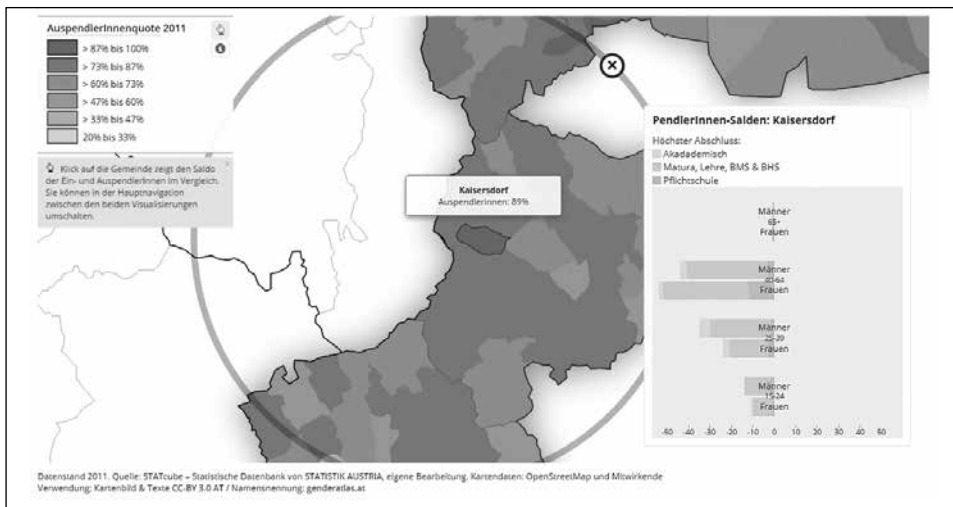 AuspendlerInnenquote 2011
> 87% bis 100%
> 73% bis 87%
> 60% bis 73%
> 47% bis 60%
> 33% bis 47%
20% bis 33%
Klick auf die Gemeinde zeigt den Saldo
der Ein- und AuspendlerInnen im Vergleich.
Sie können in der Hauptnavigation
zwischen den beiden Visualisierungen
umschalten.
Kaisersdorf
AuspendlerInnen: 89%
PendlerInnen-Salden: Kaisersdorf
Höchster Abschluss:
Akadademisch
Matura, Lehre, BMS & BHS
Pflichtschule
Männer
65+
Frauen
Männer
40-64
Frauen
Männer
25-39
Frauen
Männer
15-24
Frauen
-50 -40 -30 -20 -10 0 10 20 30 40 50
Datenstand 2011. Quelle: STATcube – Statistische Datenbank von STATISTIK AUSTRIA, eigene Bearbeitung. Kartendaten: OpenStreetMap und Mitwirkende
Verwendung: Kartenbild & Texte CC-BY 3.0 AT / Namensnennung: genderatlas.at